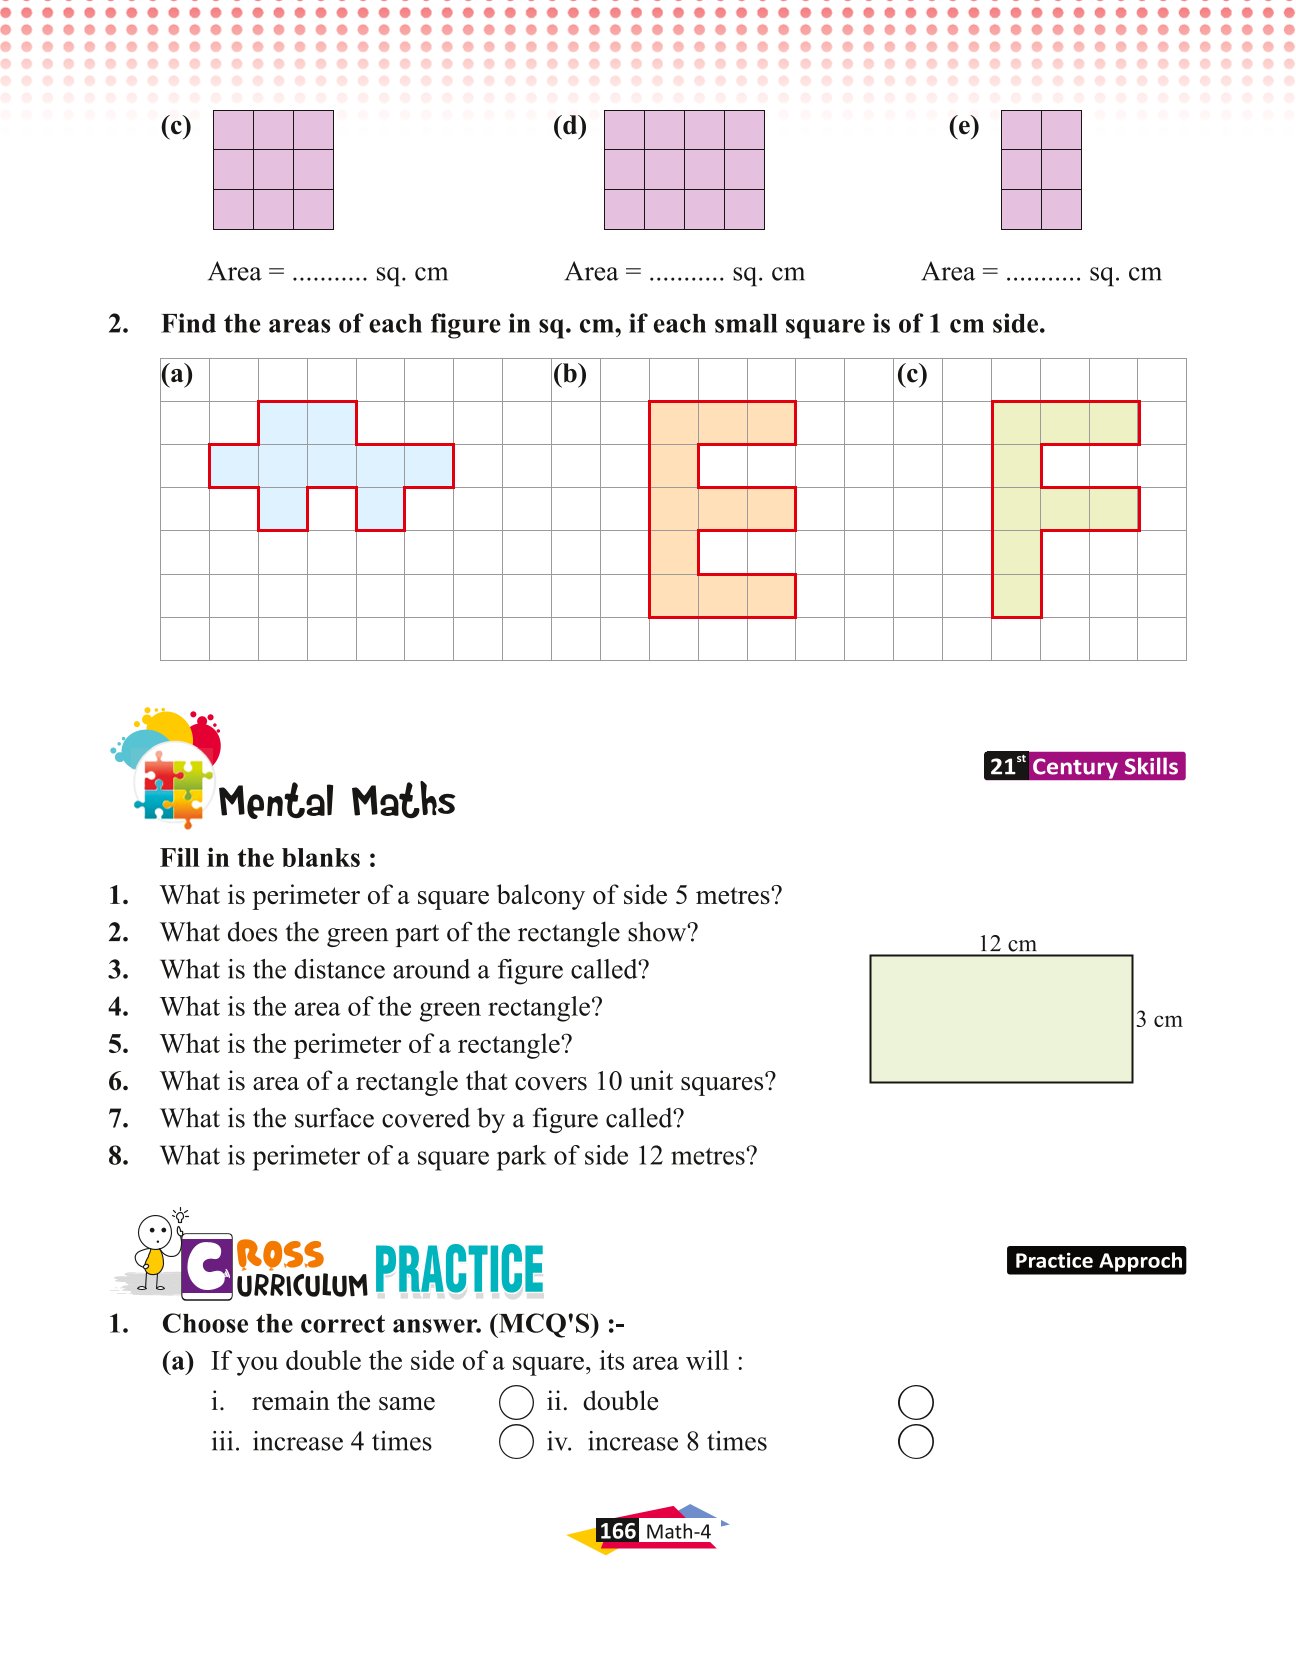 (c) (d) (e)
Area = ........... sq. cm Area = ........... sq. cm Area = ........... sq. cm
2. Find the areas of each figure in sq. cm, if each small square is of 1 cm side.
(a) (b) (c)
21st Century Skills
Mental Maths
Fill in the blanks :
1. What is perimeter of a square balcony of side 5 metres?
2. What does the green part of the rectangle show?
3. What is the distance around a figure called?
4. What is the area of the green rectangle?
5. What is the perimeter of a rectangle?
6. What is area of a rectangle that covers 10 unit squares?
7. What is the surface covered by a figure called?
8. What is perimeter of a square park of side 12 metres?
12 cm
3 cm
CROSS
CURRICULUM PRACTICE
Practice Approch
1. Choose the correct answer. (MCQ'S) :-
(a) If you double the side of a square, its area will :
i. remain the same ii. double
iii. increase 4 times iv. increase 8 times
166 Math-4